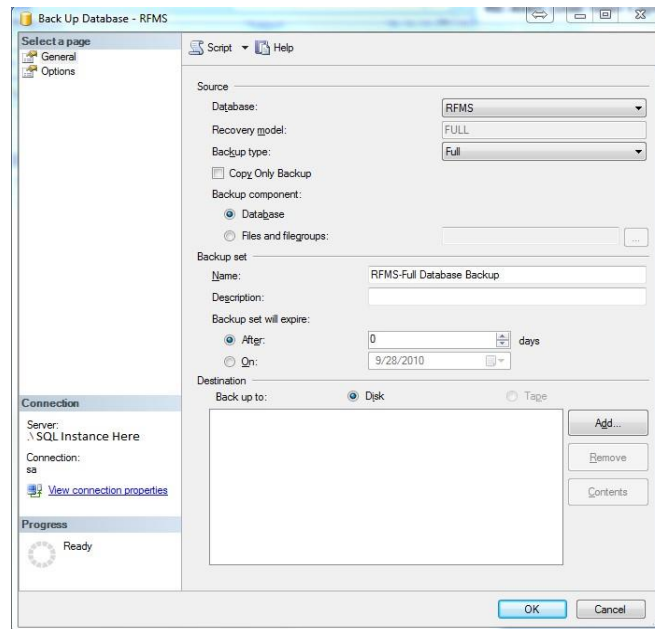 Back Up Database - RFMS
Select a page
General
Options
Script Help
Source
Database: RFMS
Recovery model: FULL
Backup type: Full
Copy Only Backup
Backup component:
Database
Files and filegroups: ...
Backup set
Name: RFMS-Full Database Backup
Description:
Backup set will expire:
After: 0 days
On: 9/28/2010
Destination
Back up to: Disk Tape
Add...
Remove
Contents
Connection
Server:
.\ SQL Instance Here
Connection:
sa
View connection properties
Progress
Ready
OK Cancel